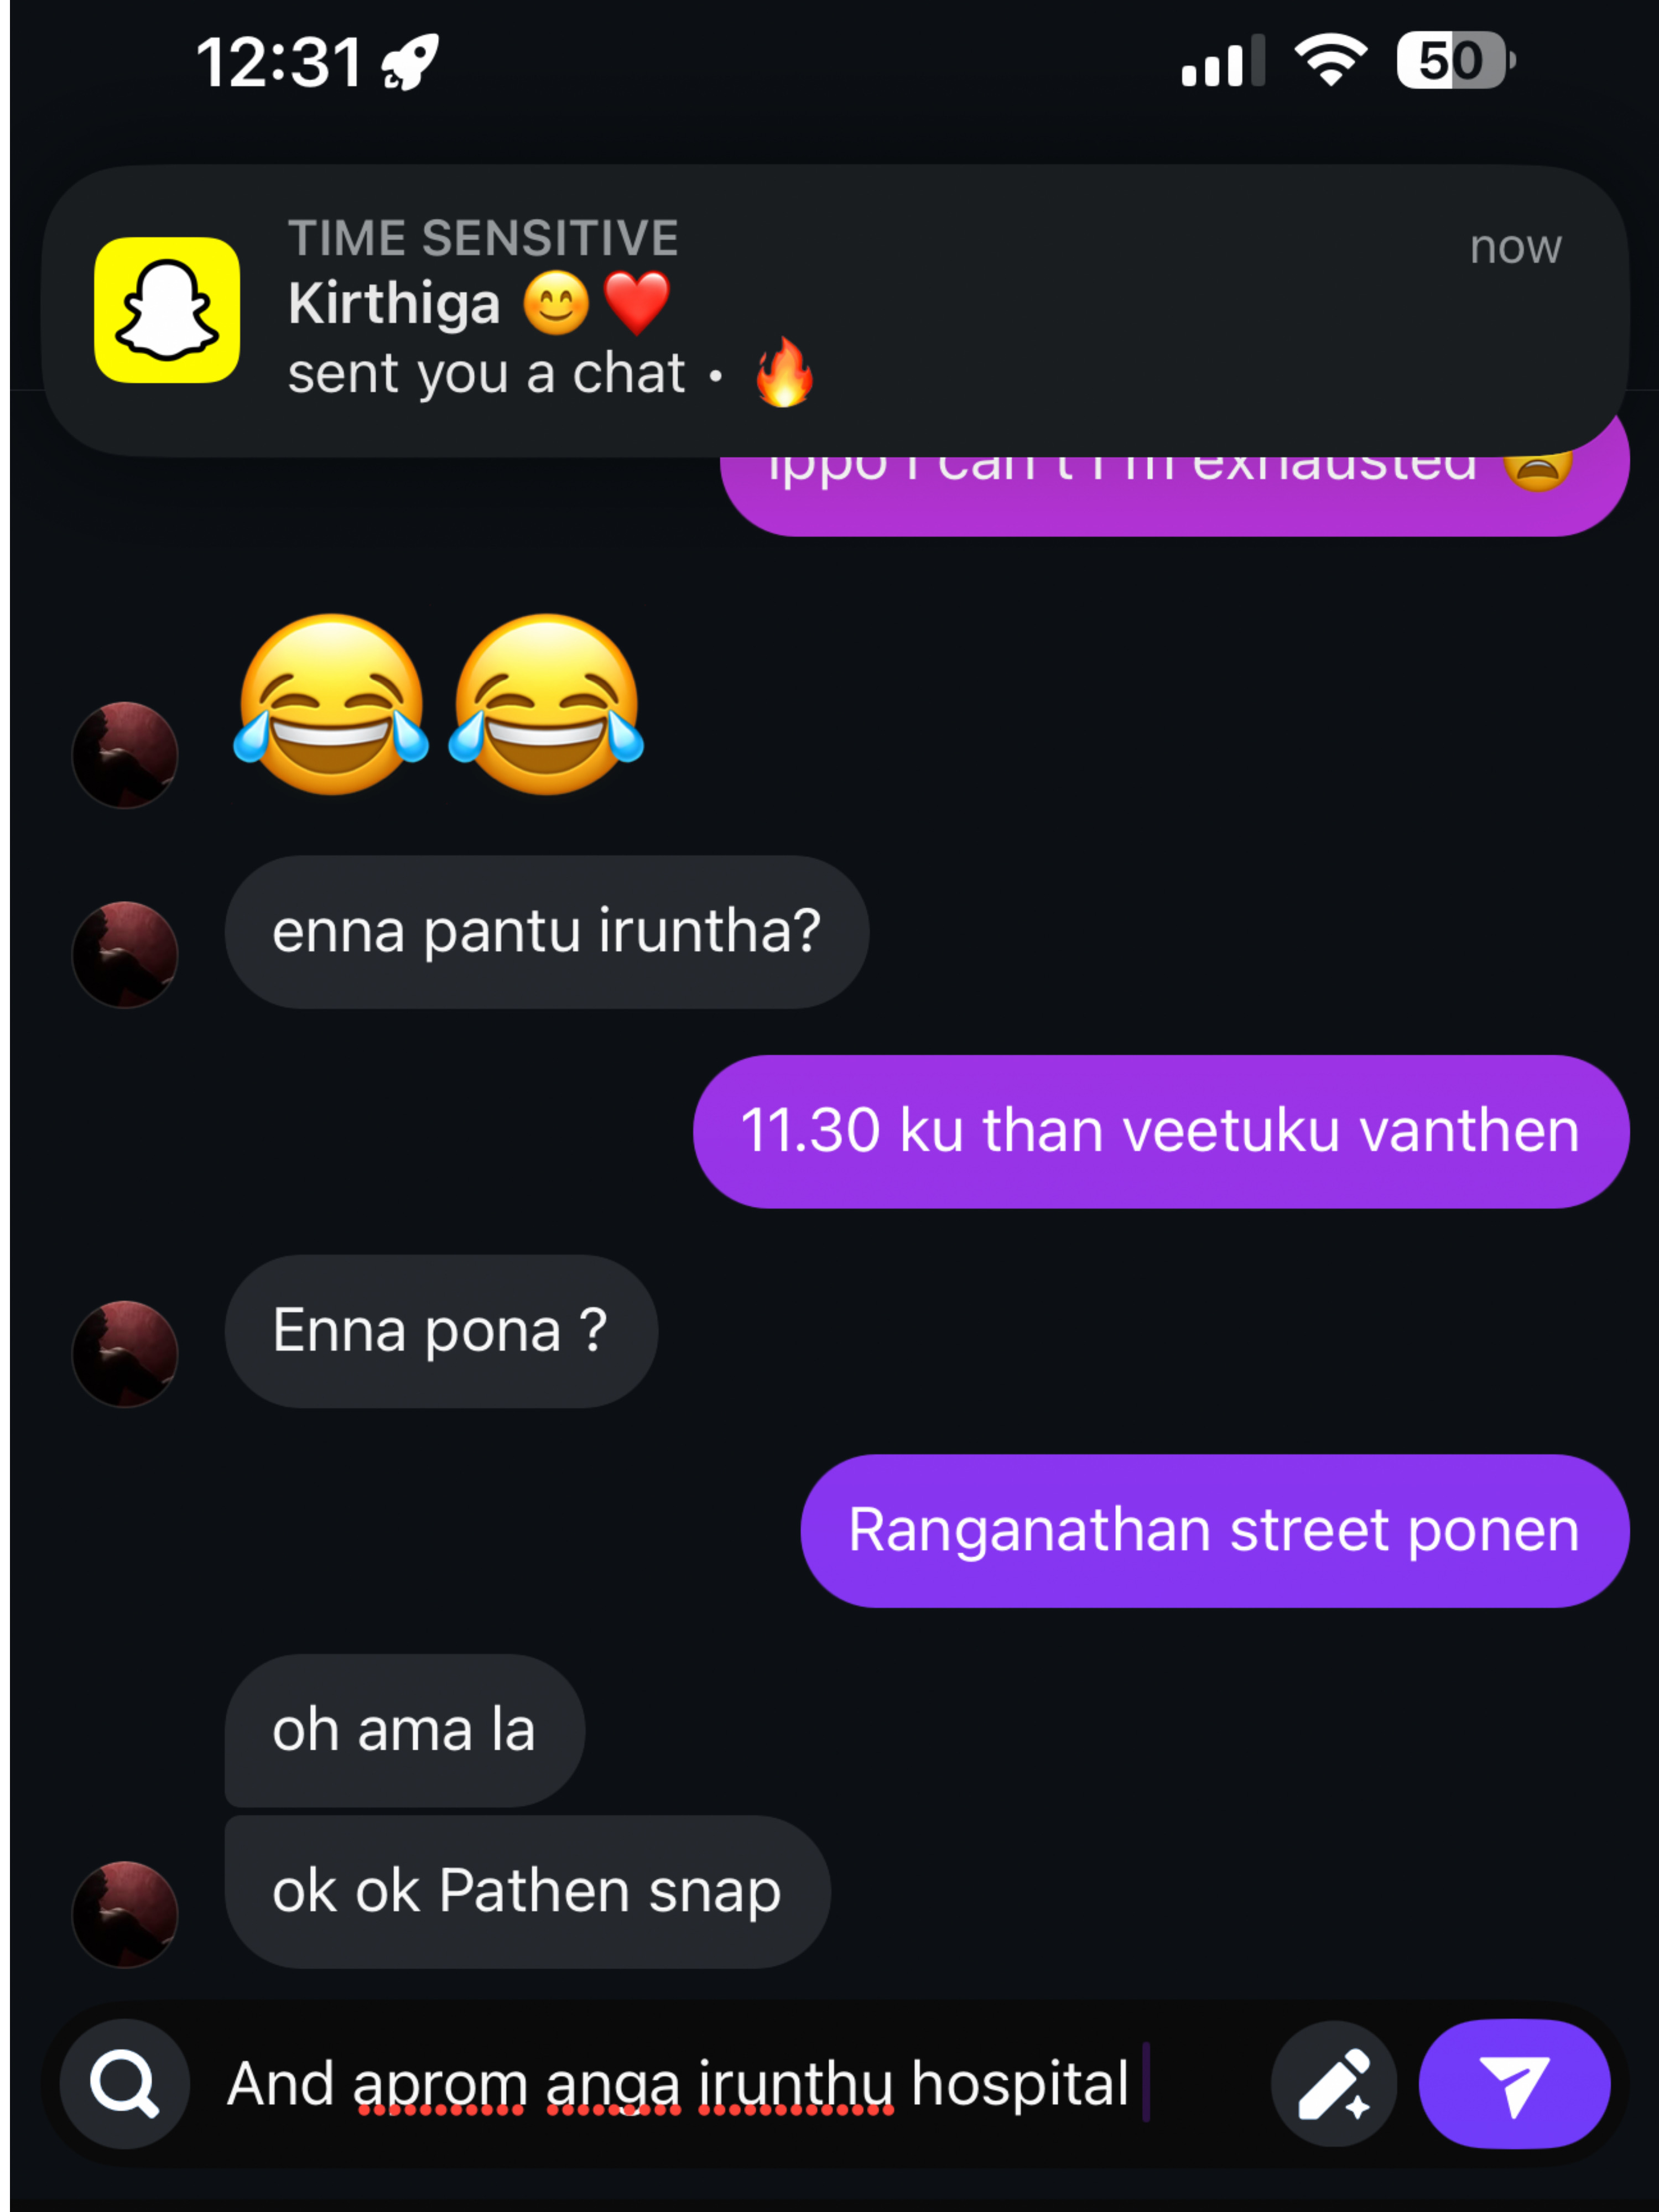 12:31
50
TIME SENSITIVE
now
Kirthiga 😊❤️
sent you a chat • 🔥
ippo I can't I'm exhausted 😩
😂😂
enna pantu iruntha?
11.30 ku than veetuku vanthen
Enna pona ?
Ranganathan street ponen
oh ama la
ok ok Pathen snap
And aprom anga irunthu hospital